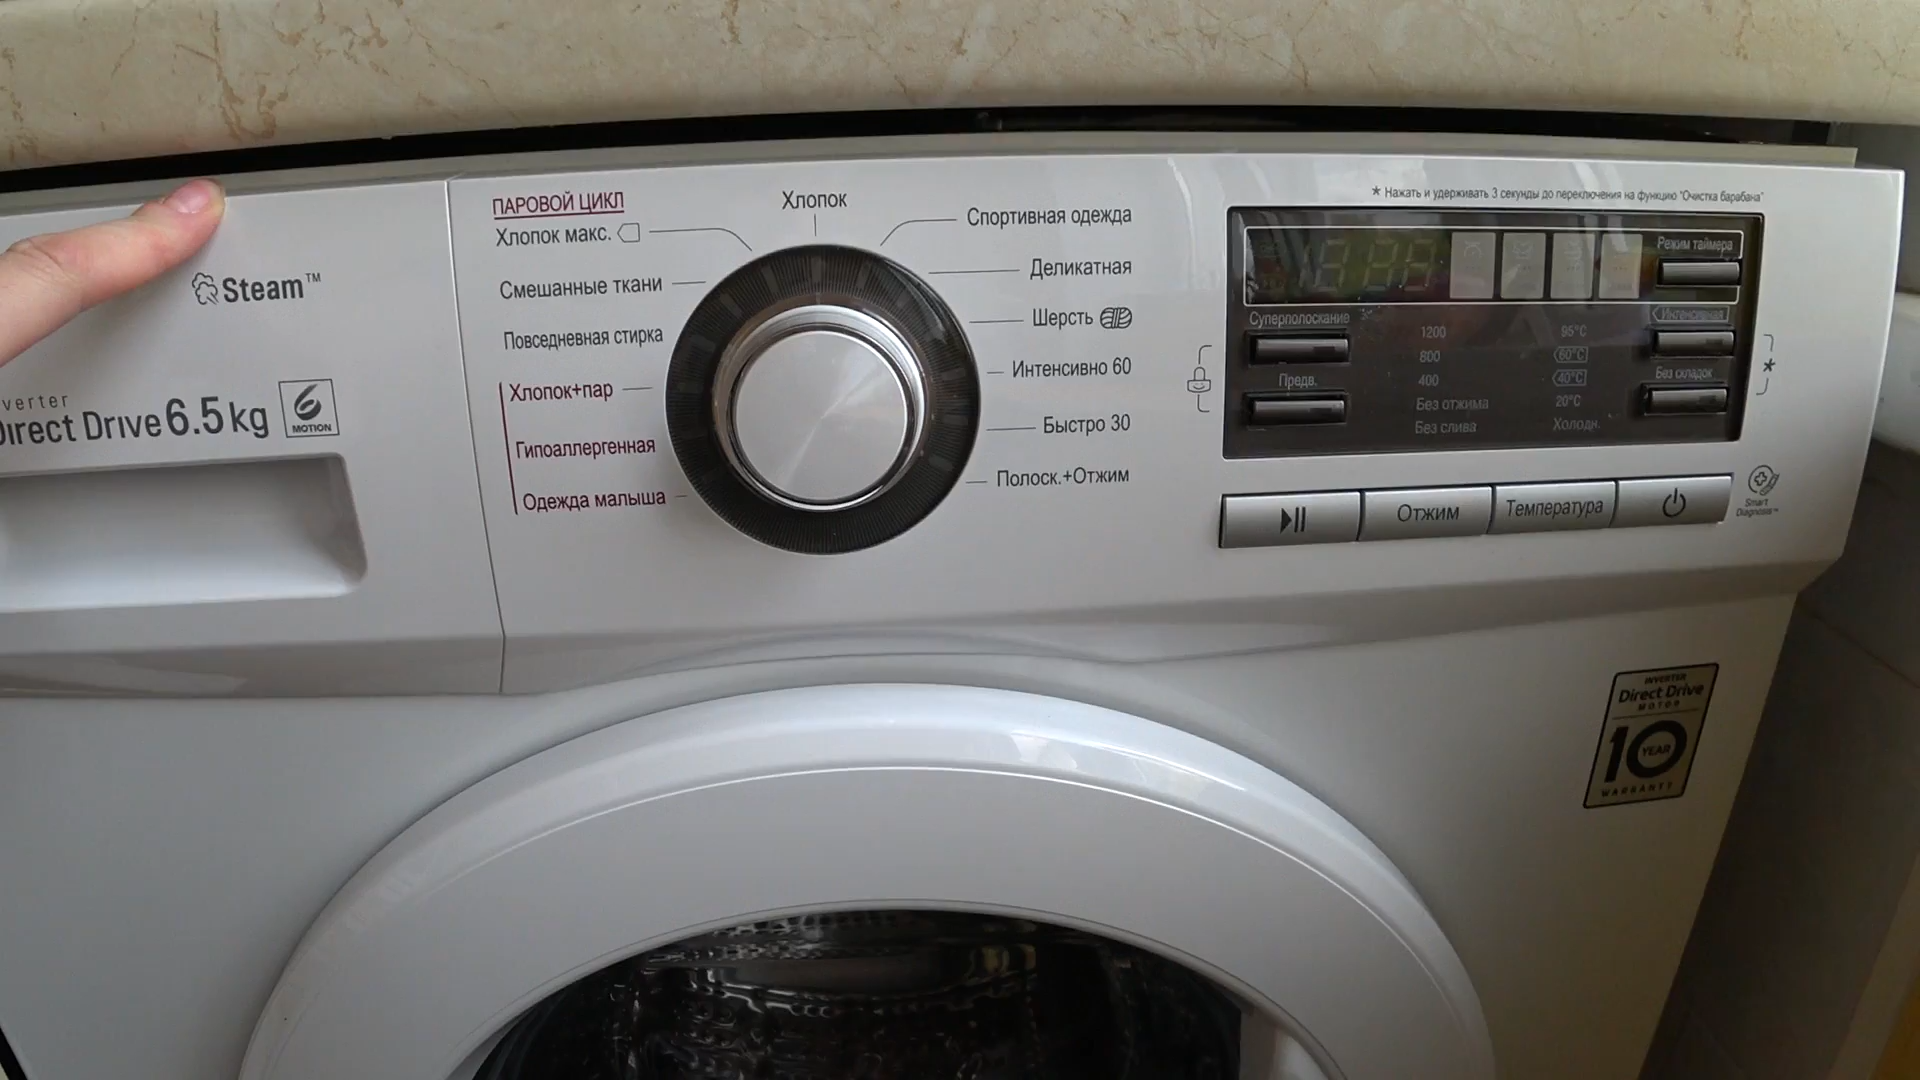 Steam™
verter
Direct Drive 6.5 kg
6 MOTION
ПАРОВОЙ ЦИКЛ
Хлопок макс.
Смешанные ткани
Повседневная стирка
Хлопок+пар
Гипоаллергенная
Одежда малыша
Хлопок
Спортивная одежда
Деликатная
Шерсть
Интенсивно 60
Быстро 30
Полоск.+Отжим
* Нажать и удерживать 3 секунды до переключения на функцию "Очистка барабана"
Режим таймера
Суперполоскание
Интенсивная
Предв.
Без складок
*
1200
800
400
Без отжима
Без слива
95°C
60°C
40°C
20°C
Холодн.
Отжим
Температура
Smart
Diagnosis™
INVERTER
Direct Drive
MOTOR
10 YEAR
WARRANTY